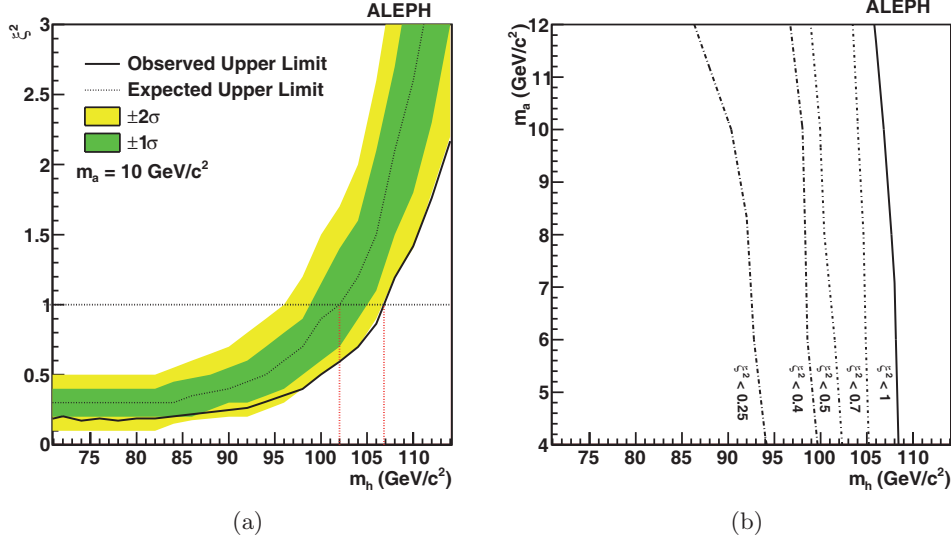 ALEPH
ξ²
3
2.5
2
1.5
1
0.5
0
Observed Upper Limit
Expected Upper Limit
±2σ
±1σ
m_a = 10 GeV/c²
75 80 85 90 95 100 105 110
m_h (GeV/c²)
(a)
ALEPH
m_a (GeV/c²)
12
11
10
9
8
7
6
5
4
ξ² < 0.25
ξ² < 0.4
ξ² < 0.5
ξ² < 0.7
ξ² < 1
75 80 85 90 95 100 105 110
m_h (GeV/c²)
(b)